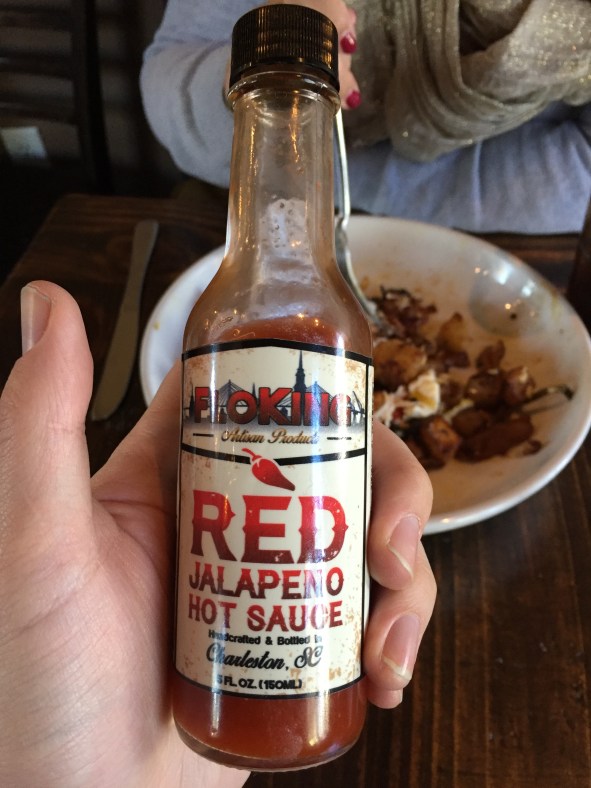 FLOKING
Artisan Products
RED
JALAPENO
HOT SAUCE
Handcrafted & Bottled In
Charleston, SC
5 FL. OZ. (150ML)